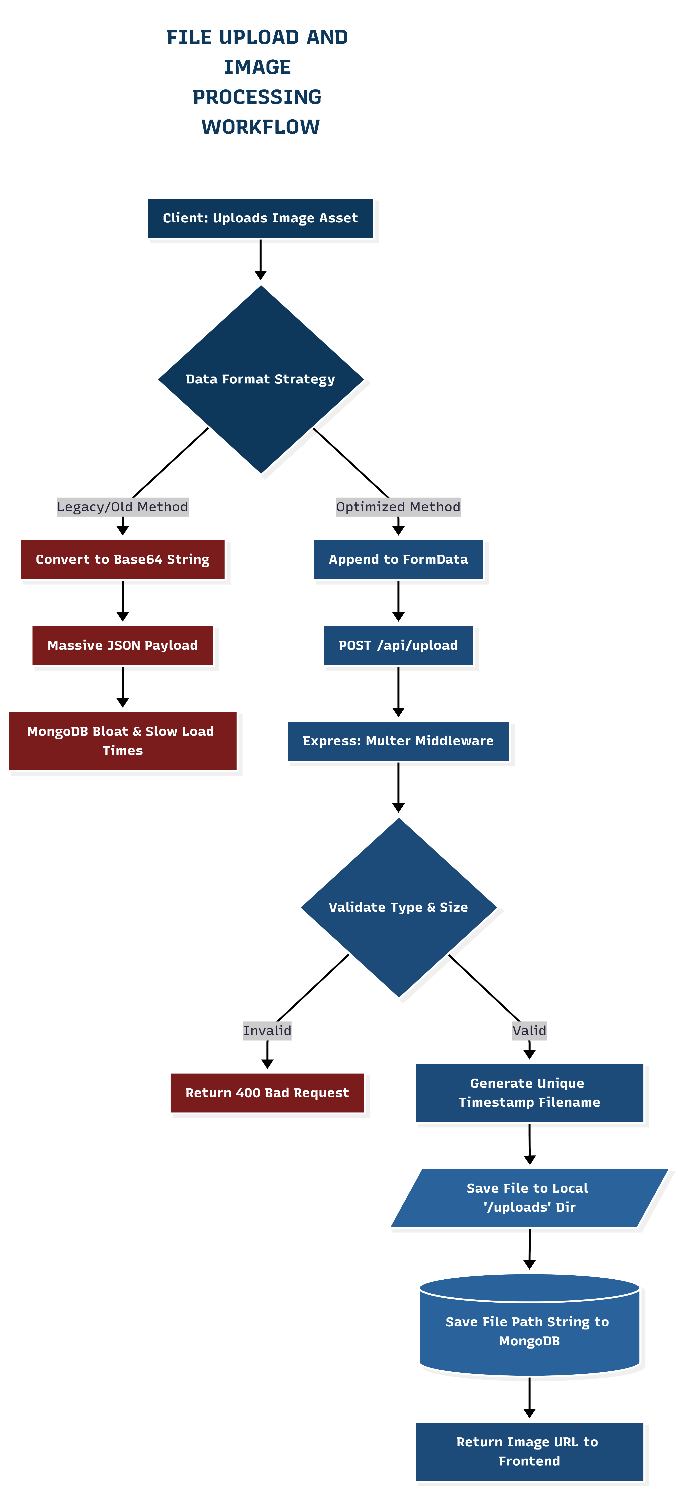 FILE UPLOAD AND
IMAGE
PROCESSING
WORKFLOW
Client: Uploads Image Asset
Data Format Strategy
Legacy/Old Method
Optimized Method
Convert to Base64 String
Append to FormData
Massive JSON Payload
POST /api/upload
MongoDB Bloat & Slow Load
Times
Express: Multer Middleware
Validate Type & Size
Invalid
Valid
Return 400 Bad Request
Generate Unique
Timestamp Filename
Save File to Local
'/uploads' Dir
Save File Path String to
MongoDB
Return Image URL to
Frontend